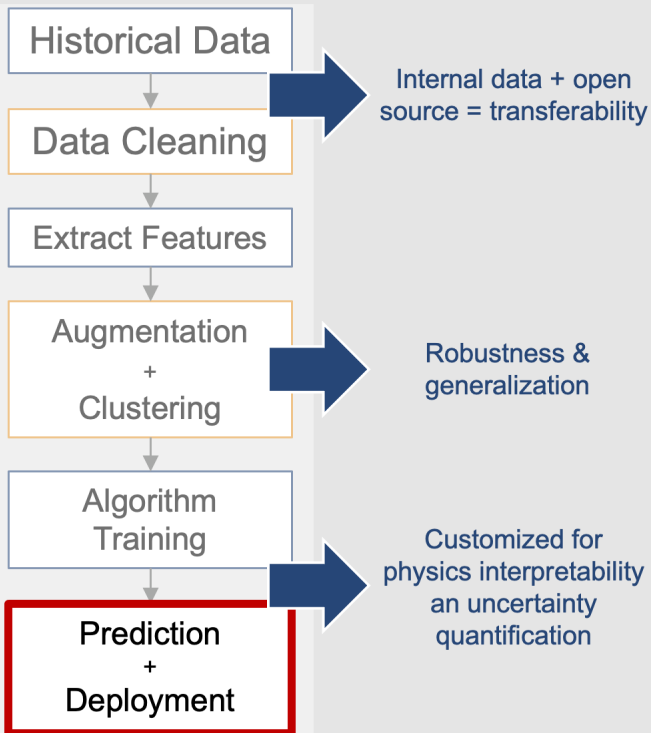 Historical Data
Internal data + open
source = transferability
Data Cleaning
Extract Features
Augmentation
+
Clustering
Robustness &
generalization
Algorithm
Training
Customized for
physics interpretability
an uncertainty
quantification
Prediction
+
Deployment